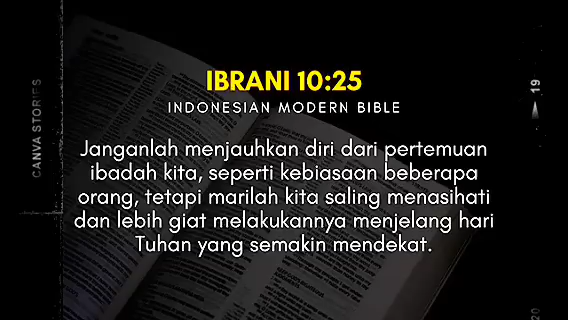 IBRANI 10:25
INDONESIAN MODERN BIBLE
Janganlah menjauhkan diri dari pertemuan
ibadah kita, seperti kebiasaan beberapa
orang, tetapi marilah kita saling menasihati
dan lebih giat melakukannya menjelang hari
Tuhan yang semakin mendekat.
CANVA STORIES
19
20